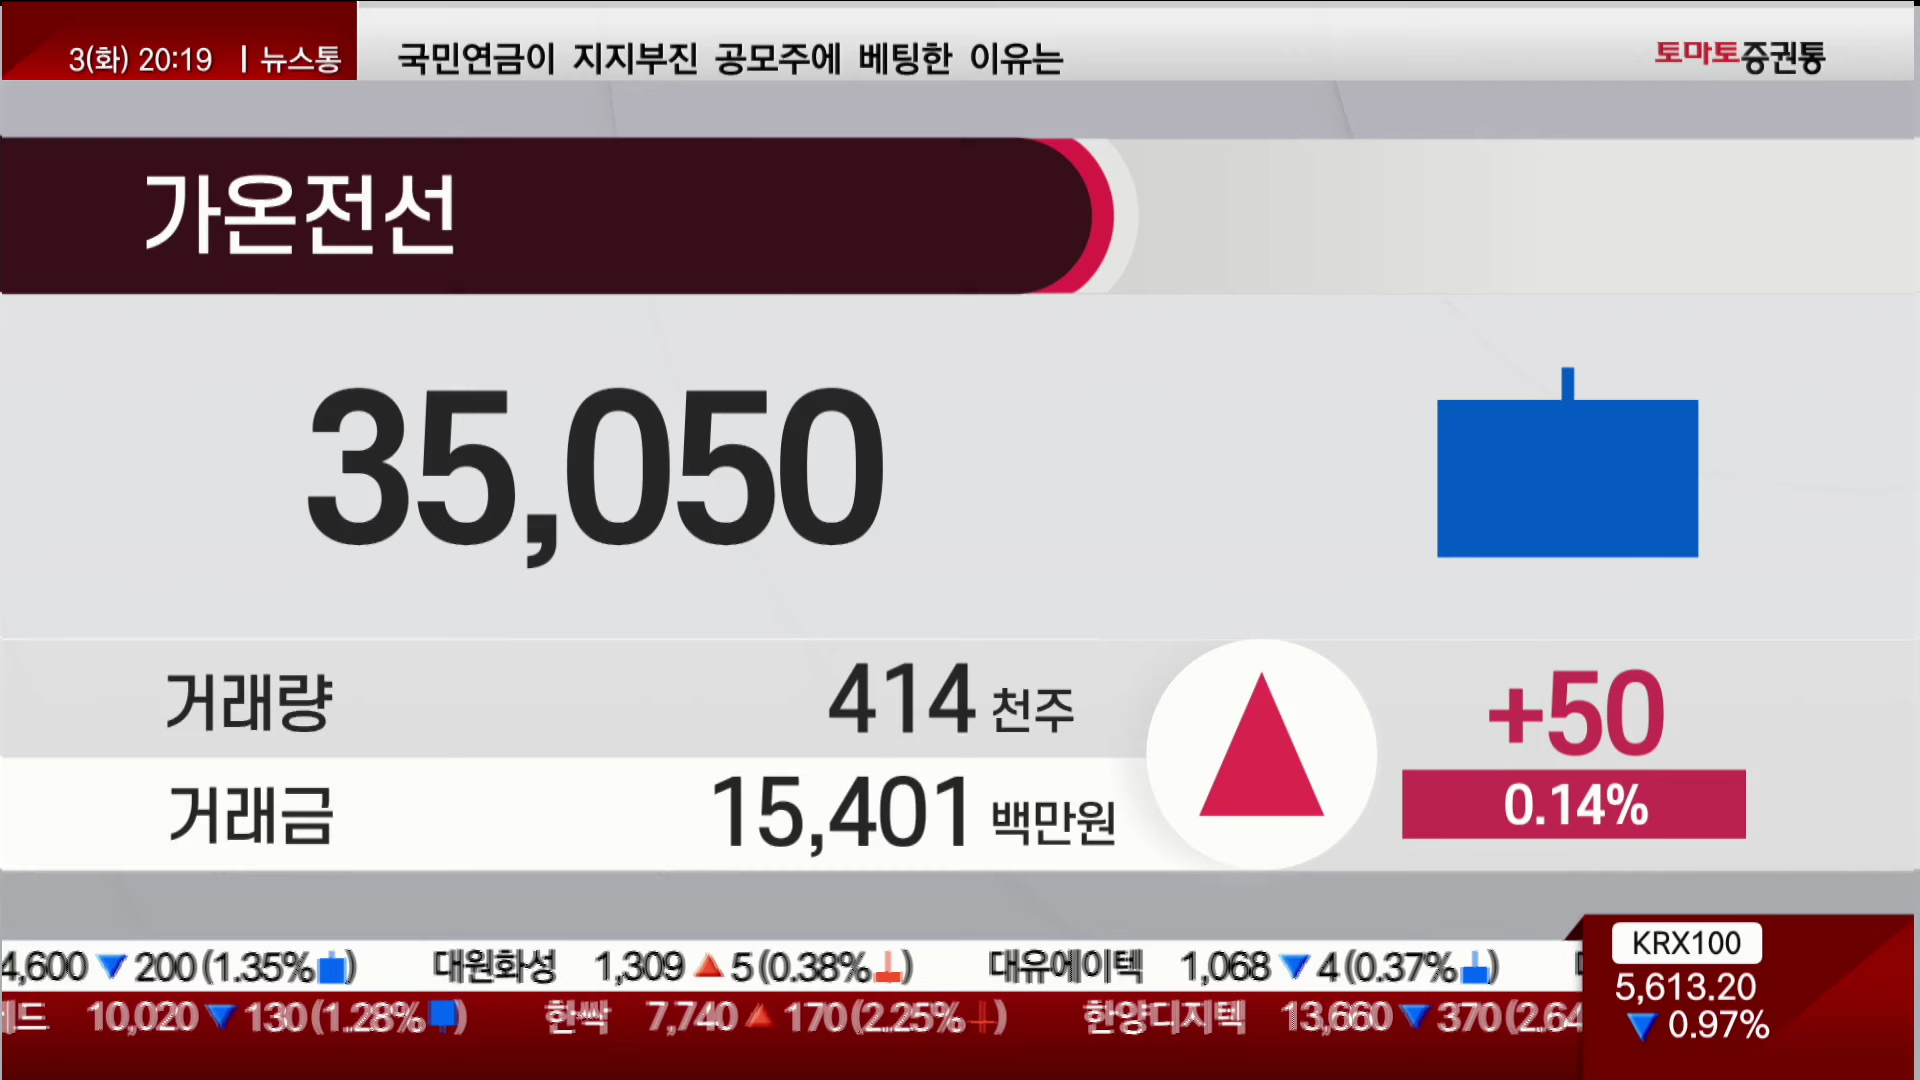 3(화) 20:19 | 뉴스통 국민연금이 지지부진 공모주에 베팅한 이유는 토마토증권통
가온전선
35,050
거래량 414 천주
+50
거래금 15,401 백만원
0.14%
4,600 ▼ 200 (1.35%) 대원화성 1,309 ▲ 5 (0.38%) 대유에이텍 1,068 ▼ 4 (0.37%)
10,020 ▼ 130 (1.28%) 한싹 7,740 ▲ 170 (2.25%) 한양디지텍 13,660 ▼ 370 (2.64
KRX100
5,613.20
▼ 0.97%